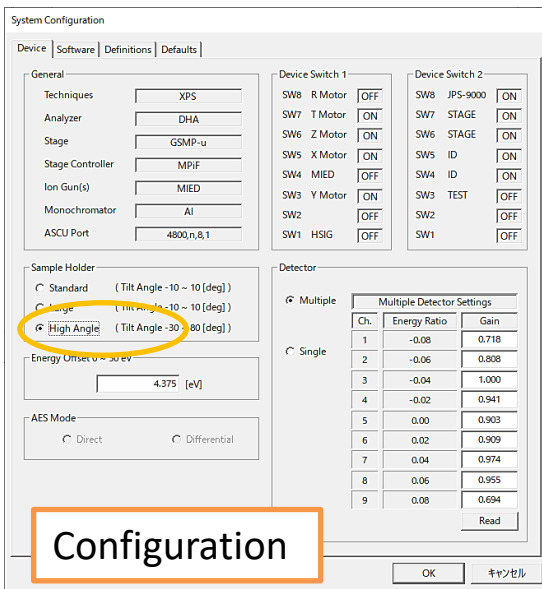 System Configuration
Device Software Definitions Defaults
General
Techniques XPS
Analyzer DHA
Stage GSMP-u
Stage Controller MPiF
Ion Gun(s) MIED
Monochromator Al
ASCU Port 4800,n,8,1
Device Switch 1
SW8 R Motor OFF
SW7 T Motor ON
SW6 Z Motor ON
SW5 X Motor ON
SW4 MIED OFF
SW3 Y Motor ON
SW2 OFF
SW1 HSIG OFF
Device Switch 2
SW8 JPS-9000 ON
SW7 STAGE ON
SW6 STAGE ON
SW5 ID ON
SW4 ID ON
SW3 TEST OFF
SW2 OFF
SW1 OFF
Sample Holder
Standard ( Tilt Angle -10 ~ 10 [deg] )
Large ( Tilt Angle -10 ~ 10 [deg] )
High Angle ( Tilt Angle -30 ~ 80 [deg] )
Energy Offset 0 ~ 50 eV
4.375 [eV]
AES Mode
Direct Differential
Detector
Multiple
Single
Multiple Detector Settings
Ch. Energy Ratio Gain
1 -0.08 0.718
2 -0.06 0.808
3 -0.04 1.000
4 -0.02 0.941
5 0.00 0.903
6 0.02 0.909
7 0.04 0.974
8 0.06 0.955
9 0.08 0.694
Read
Configuration
OK キャンセル